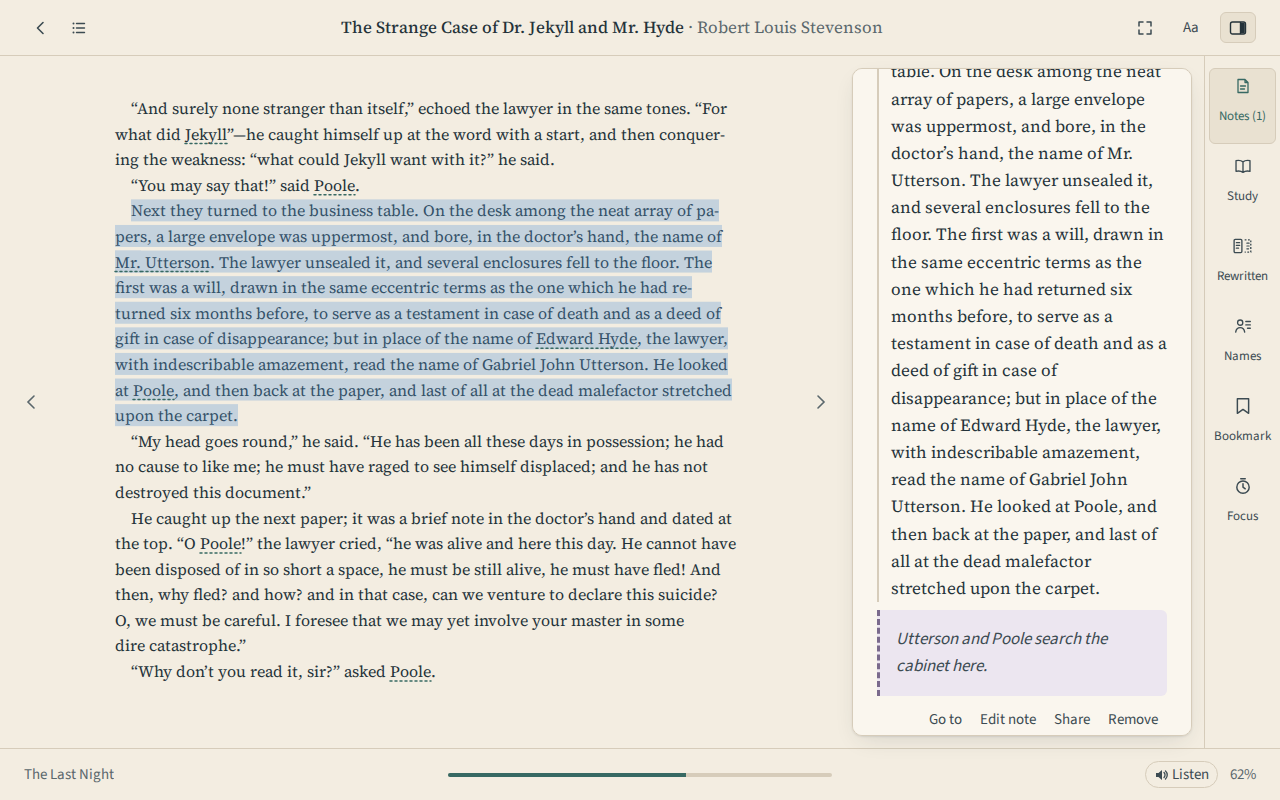 The Strange Case of Dr. Jekyll and Mr. Hyde · Robert Louis Stevenson
Aa
“And surely none stranger than itself,” echoed the lawyer in the same tones. “For
what did Jekyll”—he caught himself up at the word with a start, and then conquer-
ing the weakness: “what could Jekyll want with it?” he said.
“You may say that!” said Poole.
Next they turned to the business table. On the desk among the neat array of pa-
pers, a large envelope was uppermost, and bore, in the doctor’s hand, the name of
Mr. Utterson. The lawyer unsealed it, and several enclosures fell to the floor. The
first was a will, drawn in the same eccentric terms as the one which he had re-
turned six months before, to serve as a testament in case of death and as a deed of
gift in case of disappearance; but in place of the name of Edward Hyde, the lawyer,
with indescribable amazement, read the name of Gabriel John Utterson. He looked
at Poole, and then back at the paper, and last of all at the dead malefactor stretched
upon the carpet.
“My head goes round,” he said. “He has been all these days in possession; he had
no cause to like me; he must have raged to see himself displaced; and he has not
destroyed this document.”
He caught up the next paper; it was a brief note in the doctor’s hand and dated at
the top. “O Poole!” the lawyer cried, “he was alive and here this day. He cannot have
been disposed of in so short a space, he must be still alive, he must have fled! And
then, why fled? and how? and in that case, can we venture to declare this suicide?
O, we must be careful. I foresee that we may yet involve your master in some
dire catastrophe.”
“Why don’t you read it, sir?” asked Poole.
table. On the desk among the neat
array of papers, a large envelope
was uppermost, and bore, in the
doctor’s hand, the name of Mr.
Utterson. The lawyer unsealed it,
and several enclosures fell to the
floor. The first was a will, drawn in
the same eccentric terms as the
one which he had returned six
months before, to serve as a
testament in case of death and as a
deed of gift in case of
disappearance; but in place of the
name of Edward Hyde, the lawyer,
with indescribable amazement,
read the name of Gabriel John
Utterson. He looked at Poole, and
then back at the paper, and last of
all at the dead malefactor
stretched upon the carpet.
Utterson and Poole search the
cabinet here.
Go to Edit note Share Remove
Notes (1)
Study
Rewritten
Names
Bookmark
Focus
The Last Night
Listen
62%